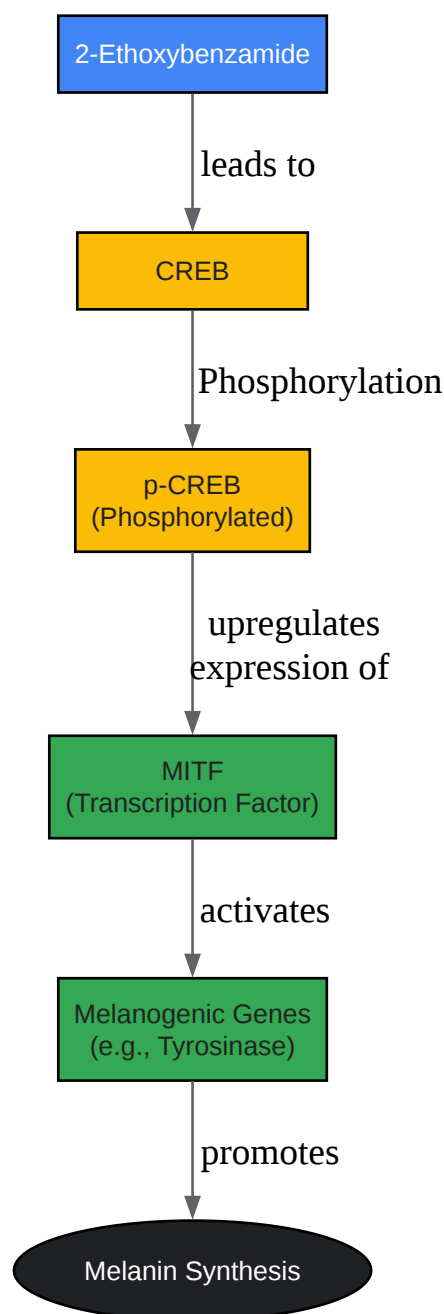 2-Ethoxybenzamide
leads to
CREB
Phosphorylation
p-CREB
(Phosphorylated)
upregulates
expression of
MITF
(Transcription Factor)
activates
Melanogenic Genes
(e.g., Tyrosinase)
promotes
Melanin Synthesis